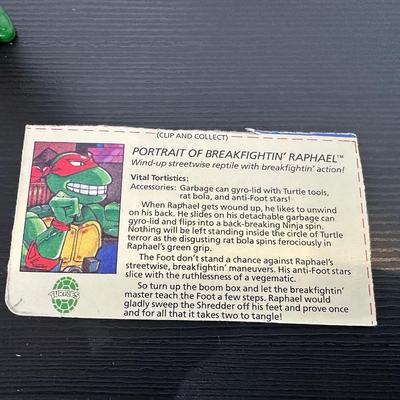 (CLIP AND COLLECT)
PORTRAIT OF BREAKFIGHTIN' RAPHAEL™
Wind-up streetwise reptile with breakfightin' action!
Vital Tortistics:
Accessories: Garbage can gyro-lid with Turtle tools,
rat bola, and anti-Foot stars!
When Raphael gets wound up, he likes to unwind
on his back. He slides on his detachable garbage can
gyro-lid and flips into a back-breaking Ninja spin.
Nothing will be left standing inside the circle of Turtle
terror as the disgusting rat bola spins ferociously in
Raphael's green grip.
The Foot don't stand a chance against Raphael's
streetwise, breakfightin' maneuvers. His anti-Foot stars
slice with the ruthlessness of a vegematic.
So turn up the boom box and let the breakfightin'
master teach the Foot a few steps. Raphael would
gladly sweep the Shredder off his feet and prove once
and for all that it takes two to tangle!
TURTLES